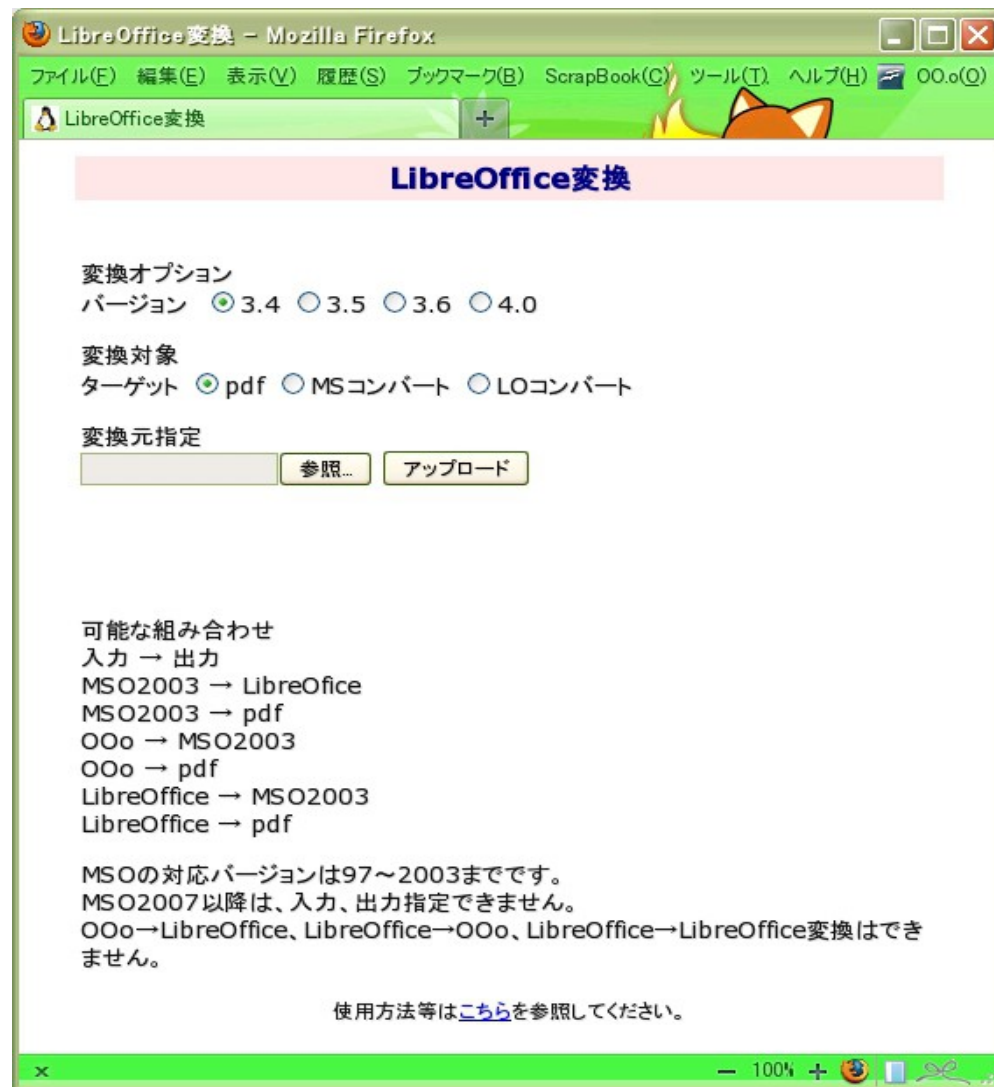 LibreOffice変換 - Mozilla Firefox
ファイル(F) 編集(E) 表示(V) 履歴(S) ブックマーク(B) ScrapBook(C) ツール(T) ヘルプ(H) OO.o(O)
LibreOffice変換 +
LibreOffice変換
変換オプション
バージョン 3.4 3.5 3.6 4.0
変換対象
ターゲット pdf MSコンバート LOコンバート
変換元指定
参照... アップロード
可能な組み合わせ
入力 → 出力
MSO2003 → LibreOfice
MSO2003 → pdf
OOo → MSO2003
OOo → pdf
LibreOffice → MSO2003
LibreOffice → pdf
MSOの対応バージョンは97～2003までです。
MSO2007以降は、入力、出力指定できません。
OOo→LibreOffice、LibreOffice→OOo、LibreOffice→LibreOffice変換はでき
ません。
使用方法等はこちらを参照してください。
× − 100% +